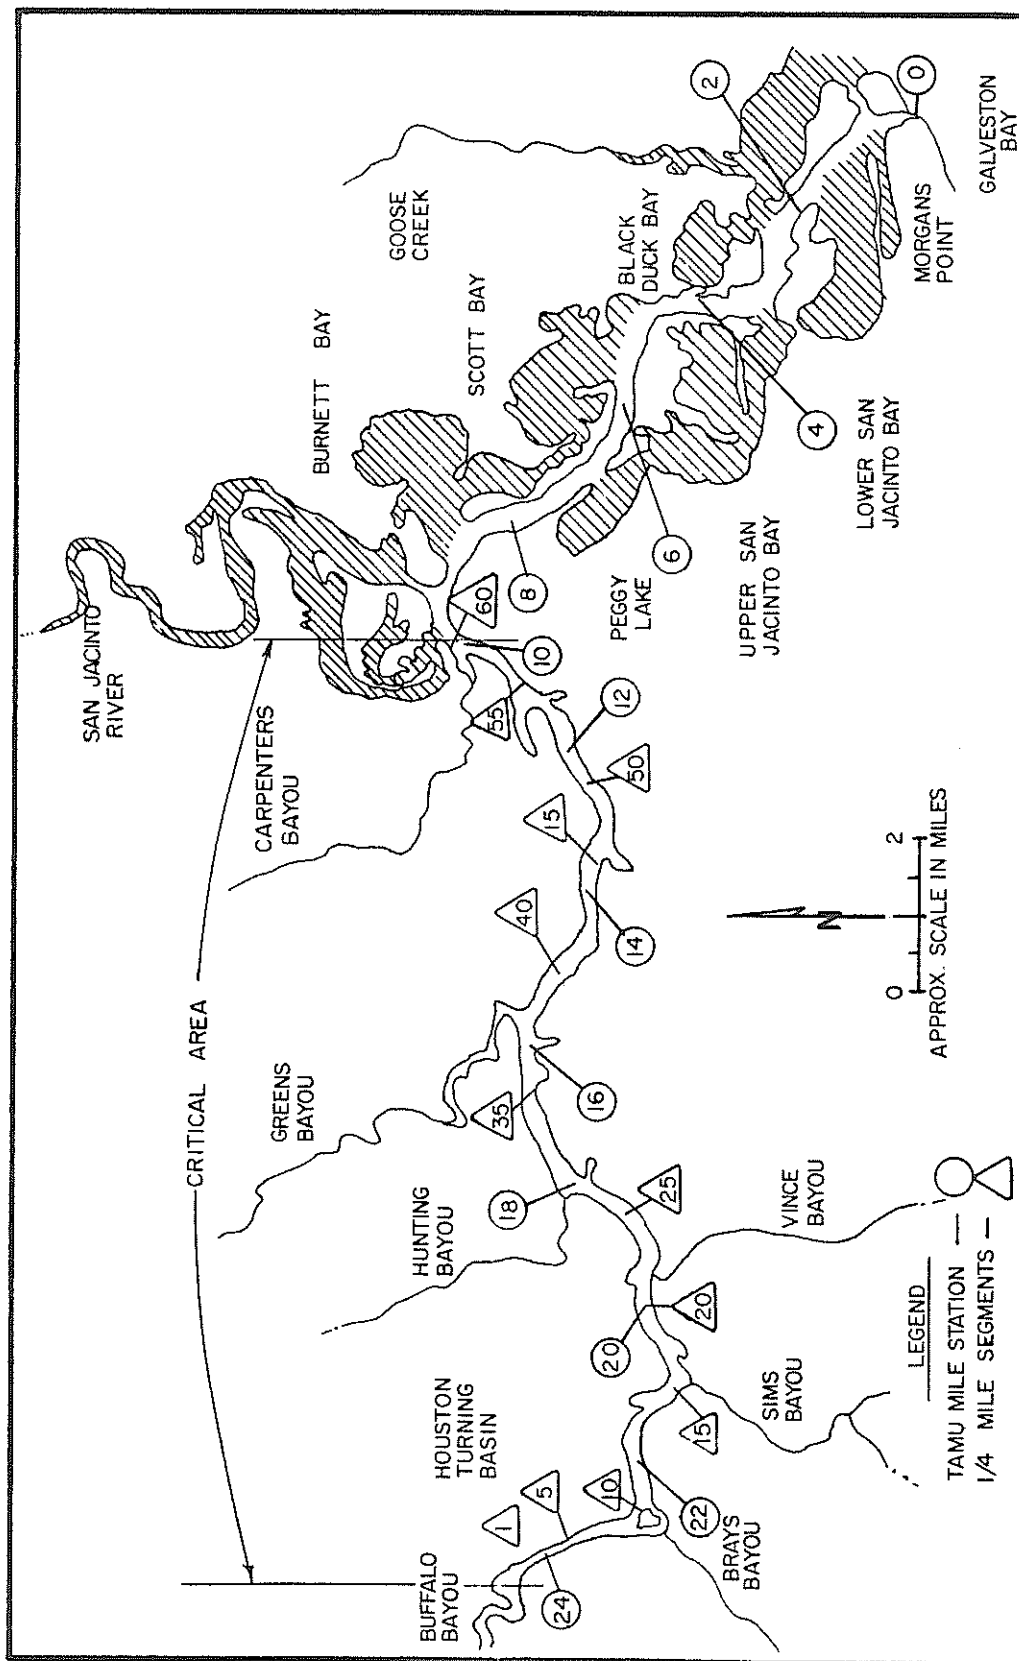 SAN JACINTO
RIVER
CRITICAL AREA
CARPENTERS
BAYOU
BURNETT BAY
SCOTT BAY
GOOSE
CREEK
BLACK
DUCK BAY
GREENS
BAYOU
HUNTING
BAYOU
HOUSTON
TURNING
BASIN
BUFFALO
BAYOU
1
5
24
10
22
BRAYS
BAYOU
15
SIMS
BAYOU
20
20
VINCE
BAYOU
25
18
35
16
40
14
15
50
12
55
10
60
8
PEGGY
LAKE
6
UPPER SAN
JACINTO BAY
4
LOWER SAN
JACINTO BAY
2
0
MORGANS
POINT
GALVESTON
BAY
N
0 2
APPROX. SCALE IN MILES
LEGEND
TAMU MILE STATION —
1/4 MILE SEGMENTS —